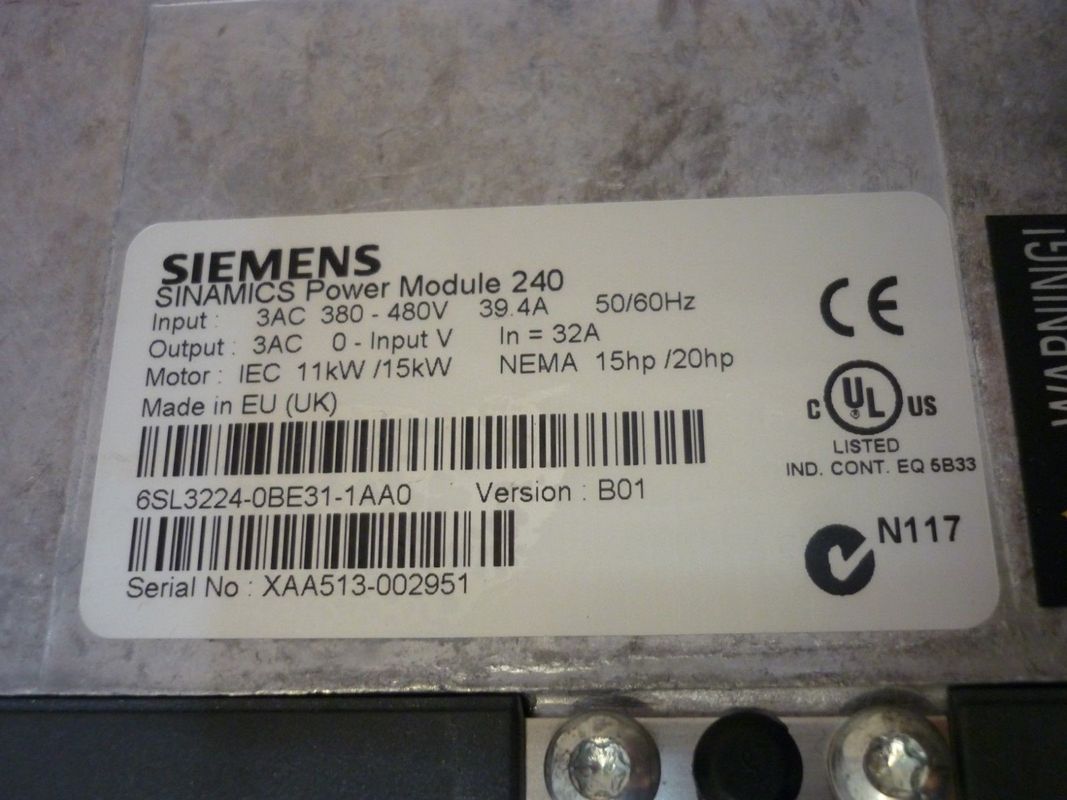 SIEMENS
SINAMICS Power Module 240
Input : 3AC 380 - 480V 39.4A 50/60Hz
Output : 3AC 0 - Input V In = 32A
Motor : IEC 11kW /15kW NEMA 15hp /20hp
Made in EU (UK)
6SL3224-0BE31-1AA0 Version : B01
Serial No : XAA513-002951
CE
C UL US
®
LISTED
IND. CONT. EQ 5B33
N117
WARNING!